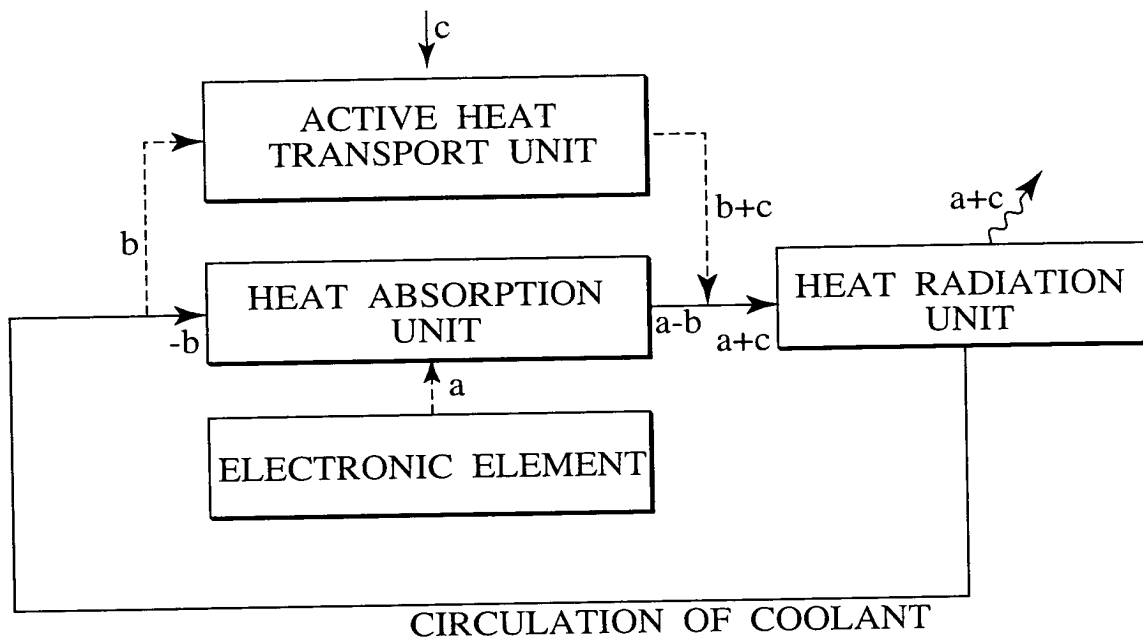 c
ACTIVE HEAT
TRANSPORT UNIT
b
b+c
a+c
HEAT ABSORPTION
UNIT
-b
a-b
a+c
HEAT RADIATION
UNIT
a
ELECTRONIC ELEMENT
CIRCULATION OF COOLANT